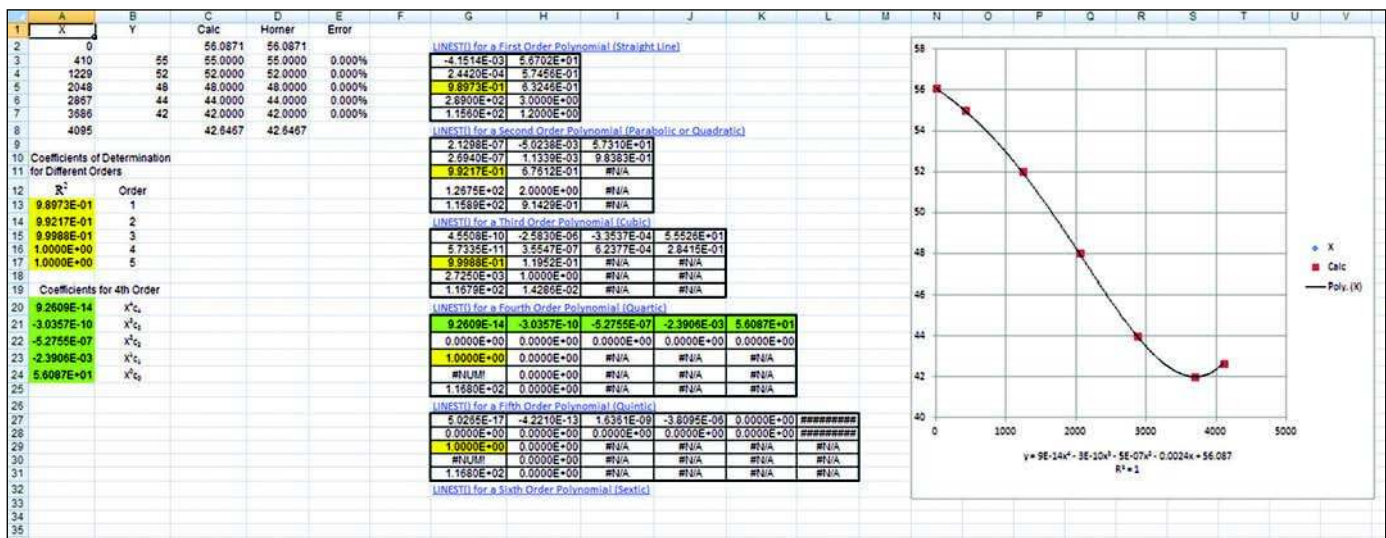 A B C D E F G H I J K L M N O P Q R S T U V
1 X Y Calc Horner Error
2 0 56.0871 56.0871 LINEST() for a First Order Polynomial (Straight Line)
3 410 55 55.0000 55.0000 0.000% -4.1514E-03 5.6702E+01
4 1229 52 52.0000 52.0000 0.000% 2.4420E-04 5.7456E-01
5 2048 48 48.0000 48.0000 0.000% 9.8973E-01 6.3246E-01
6 2867 44 44.0000 44.0000 0.000% 2.8900E+02 3.0000E+00
7 3686 42 42.0000 42.0000 0.000% 1.1560E+02 1.2000E+00
8 4095 42.6467 42.6467 LINEST() for a Second Order Polynomial (Parabolic or Quadratic)
9 2.1298E-07 -5.0238E-03 5.7310E+01
10 Coefficients of Determination 2.6940E-07 1.1339E-03 9.8383E-01
11 for Different Orders 9.9217E-01 6.7612E-01 #N/A
12 R² Order 1.2675E+02 2.0000E+00 #N/A
13 9.8973E-01 1 1.1589E+02 9.1429E-01 #N/A
14 9.9217E-01 2 LINEST() for a Third Order Polynomial (Cubic)
15 9.9988E-01 3 4.5508E-10 -2.5830E-06 -3.3537E-04 5.5526E+01
16 1.0000E+00 4 5.7335E-11 3.5547E-07 6.2377E-04 2.8415E-01
17 1.0000E+00 5 9.9988E-01 1.1952E-01 #N/A #N/A
18 2.7250E+03 1.0000E+00 #N/A #N/A
19 Coefficients for 4th Order 1.1679E+02 1.4286E-02 #N/A #N/A
20 9.2609E-14 X⁴c₄ LINEST() for a Fourth Order Polynomial (Quartic)
21 -3.0357E-10 X³c₃ 9.2609E-14 -3.0357E-10 -5.2755E-07 -2.3906E-03 5.6087E+01
22 -5.2755E-07 X²c₂ 0.0000E+00 0.0000E+00 0.0000E+00 0.0000E+00 0.0000E+00
23 -2.3906E-03 X¹c₁ 1.0000E+00 0.0000E+00 #N/A #N/A #N/A
24 5.6087E+01 X⁰c₀ #NUM! 0.0000E+00 #N/A #N/A #N/A
25 1.1680E+02 0.0000E+00 #N/A #N/A #N/A
26 LINEST() for a Fifth Order Polynomial (Quintic)
27 5.0265E-17 -4.2210E-13 1.6361E-09 -3.8095E-06 0.0000E+00 #########
28 0.0000E+00 0.0000E+00 0.0000E+00 0.0000E+00 0.0000E+00 #########
29 1.0000E+00 0.0000E+00 #N/A #N/A #N/A #N/A
30 #NUM! 0.0000E+00 #N/A #N/A #N/A #N/A
31 1.1680E+02 0.0000E+00 #N/A #N/A #N/A #N/A
32 LINEST() for a Sixth Order Polynomial (Sextic)
33
34
35
58
56
54
52
50
48
46
44
42
40
0 1000 2000 3000 4000 5000
X
Calc
Poly. (X)
y = 9E-14x⁴ - 3E-10x³ - 5E-07x² - 0.0024x + 56.087
R² = 1